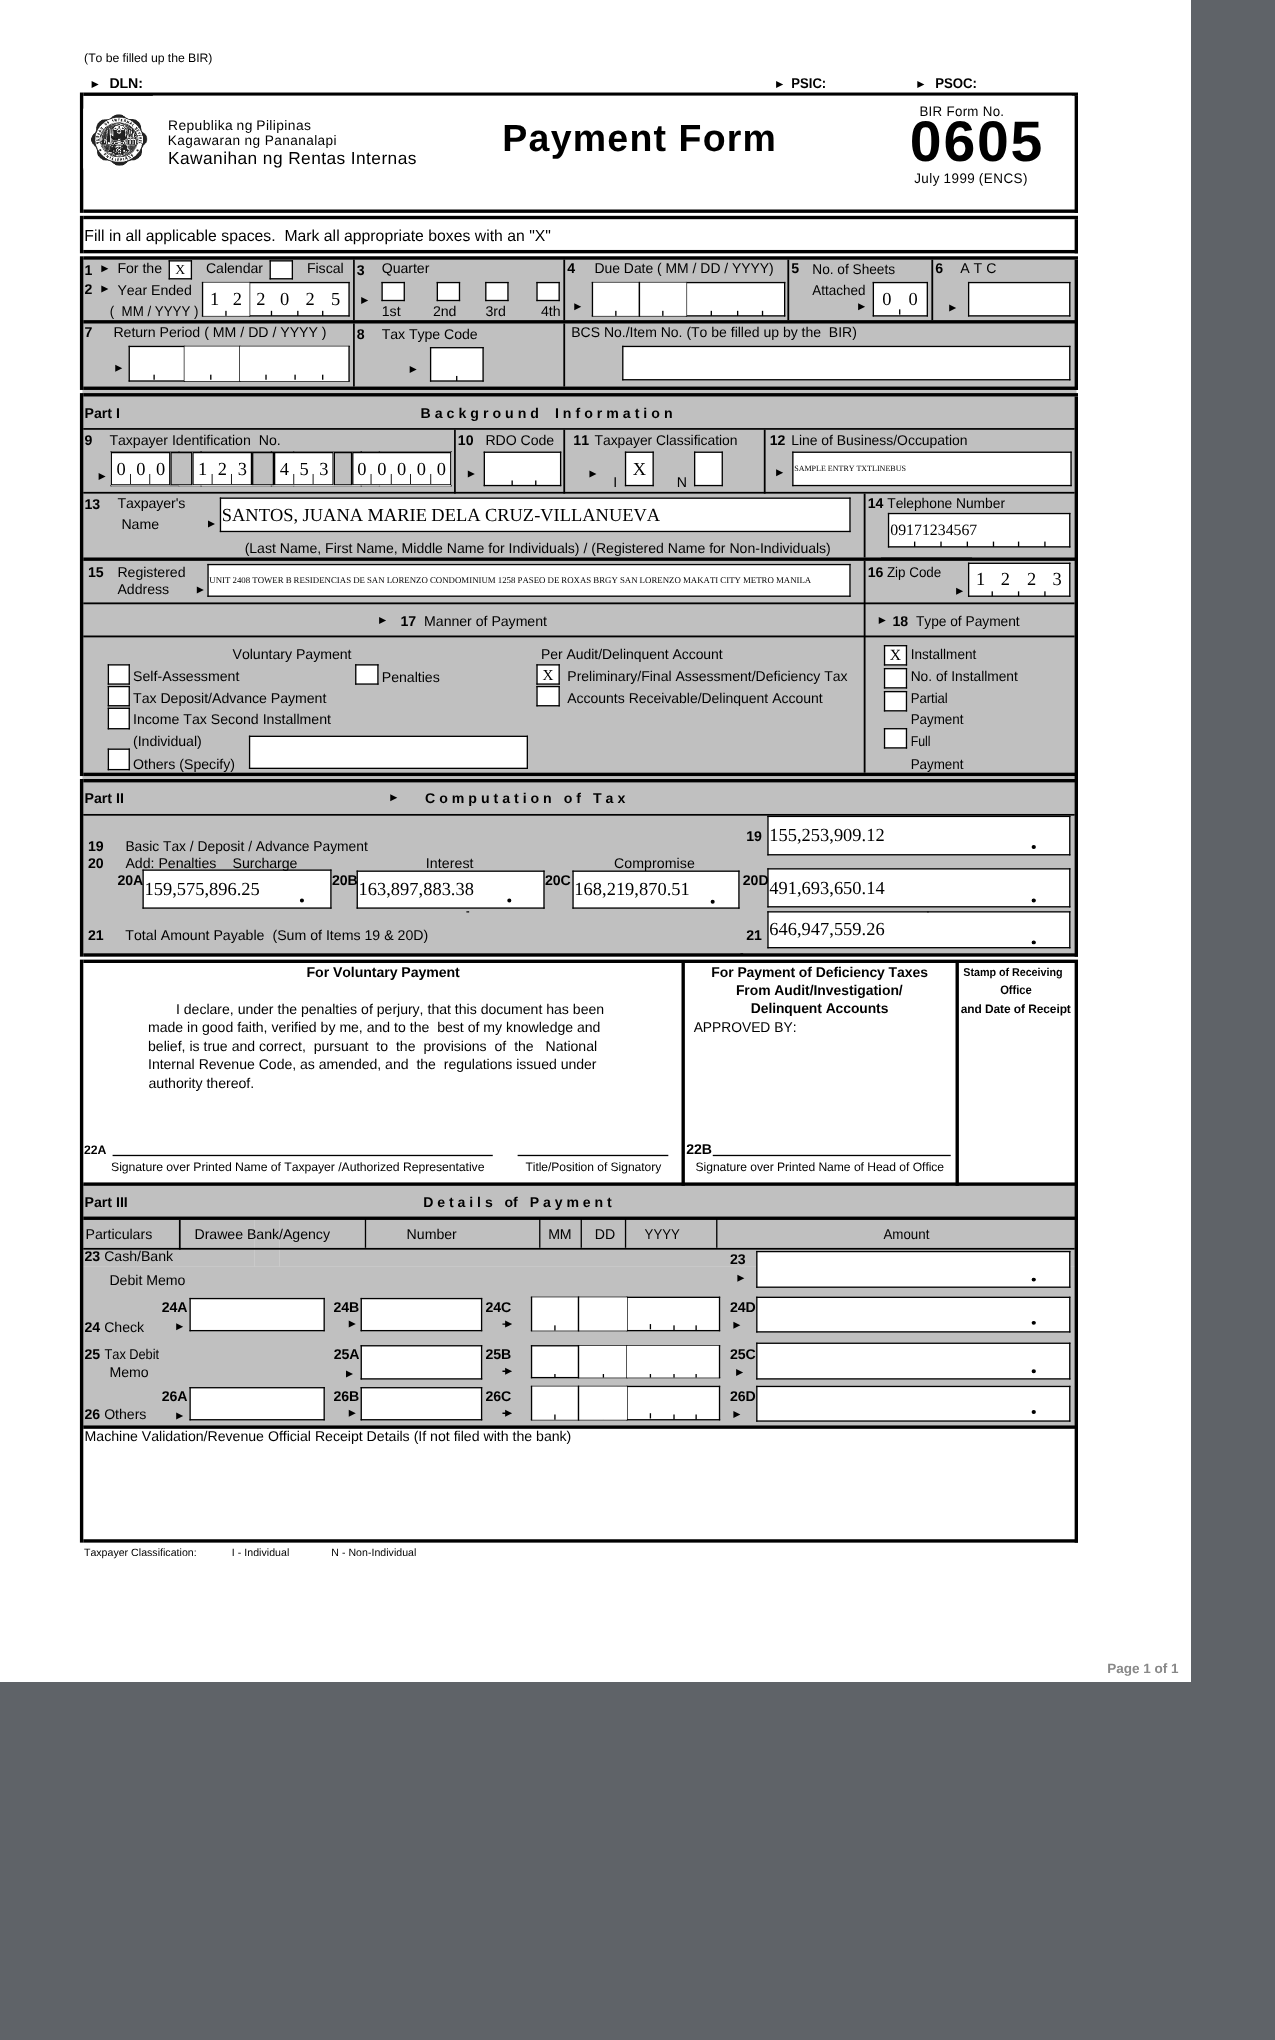 (To be filled up the BIR)
► DLN: ► PSIC: ► PSOC:
Republika ng Pilipinas
Kagawaran ng Pananalapi
Kawanihan ng Rentas Internas
Payment Form
BIR Form No.
0605
July 1999 (ENCS)
Fill in all applicable spaces. Mark all appropriate boxes with an "X"
1 ► For the X Calendar Fiscal
2 ► Year Ended
( MM / YYYY ) 1 2 2 0 2 5
3 Quarter
► 1st 2nd 3rd 4th
4 Due Date ( MM / DD / YYYY)
►
5 No. of Sheets
Attached
► 0 0
6 A T C
►
7 Return Period ( MM / DD / YYYY )
►
8 Tax Type Code
►
BCS No./Item No. (To be filled up by the BIR)
Part I Background Information
9 Taxpayer Identification No.
► 0 0 0 1 2 3 4 5 3 0 0 0 0 0
10 RDO Code
11 Taxpayer Classification
► I X N
12 Line of Business/Occupation
► SAMPLE ENTRY TXTLINEBUS
13 Taxpayer's
Name ► SANTOS, JUANA MARIE DELA CRUZ-VILLANUEVA
(Last Name, First Name, Middle Name for Individuals) / (Registered Name for Non-Individuals)
14 Telephone Number
09171234567
15 Registered
Address ► UNIT 2408 TOWER B RESIDENCIAS DE SAN LORENZO CONDOMINIUM 1258 PASEO DE ROXAS BRGY SAN LORENZO MAKATI CITY METRO MANILA
16 Zip Code
► 1 2 2 3
► 17 Manner of Payment ► 18 Type of Payment
Voluntary Payment Per Audit/Delinquent Account X Installment
Self-Assessment Penalties X Preliminary/Final Assessment/Deficiency Tax No. of Installment
Tax Deposit/Advance Payment Accounts Receivable/Delinquent Account Partial
Income Tax Second Installment Payment
(Individual) Full
Others (Specify) Payment
Part II ► Computation of Tax
19 Basic Tax / Deposit / Advance Payment 19 155,253,909.12 .
20 Add: Penalties Surcharge Interest Compromise
20A 159,575,896.25 . 20B 163,897,883.38 . 20C 168,219,870.51 . 20D 491,693,650.14 .
21 Total Amount Payable (Sum of Items 19 & 20D) 21 646,947,559.26 .
For Voluntary Payment
I declare, under the penalties of perjury, that this document has been
made in good faith, verified by me, and to the best of my knowledge and
belief, is true and correct, pursuant to the provisions of the National
Internal Revenue Code, as amended, and the regulations issued under
authority thereof.
22A
Signature over Printed Name of Taxpayer /Authorized Representative Title/Position of Signatory
For Payment of Deficiency Taxes
From Audit/Investigation/
Delinquent Accounts
APPROVED BY:
22B
Signature over Printed Name of Head of Office
Stamp of Receiving
Office
and Date of Receipt
Part III Details of Payment
Particulars Drawee Bank/Agency Number MM DD YYYY Amount
23 Cash/Bank 23
Debit Memo ► .
24A 24B 24C 24D
24 Check ► ► ► ► .
25 Tax Debit 25A 25B 25C
Memo ► ► ► .
26A 26B 26C 26D
26 Others ► ► ► ► .
Machine Validation/Revenue Official Receipt Details (If not filed with the bank)
Taxpayer Classification: I - Individual N - Non-Individual
Page 1 of 1